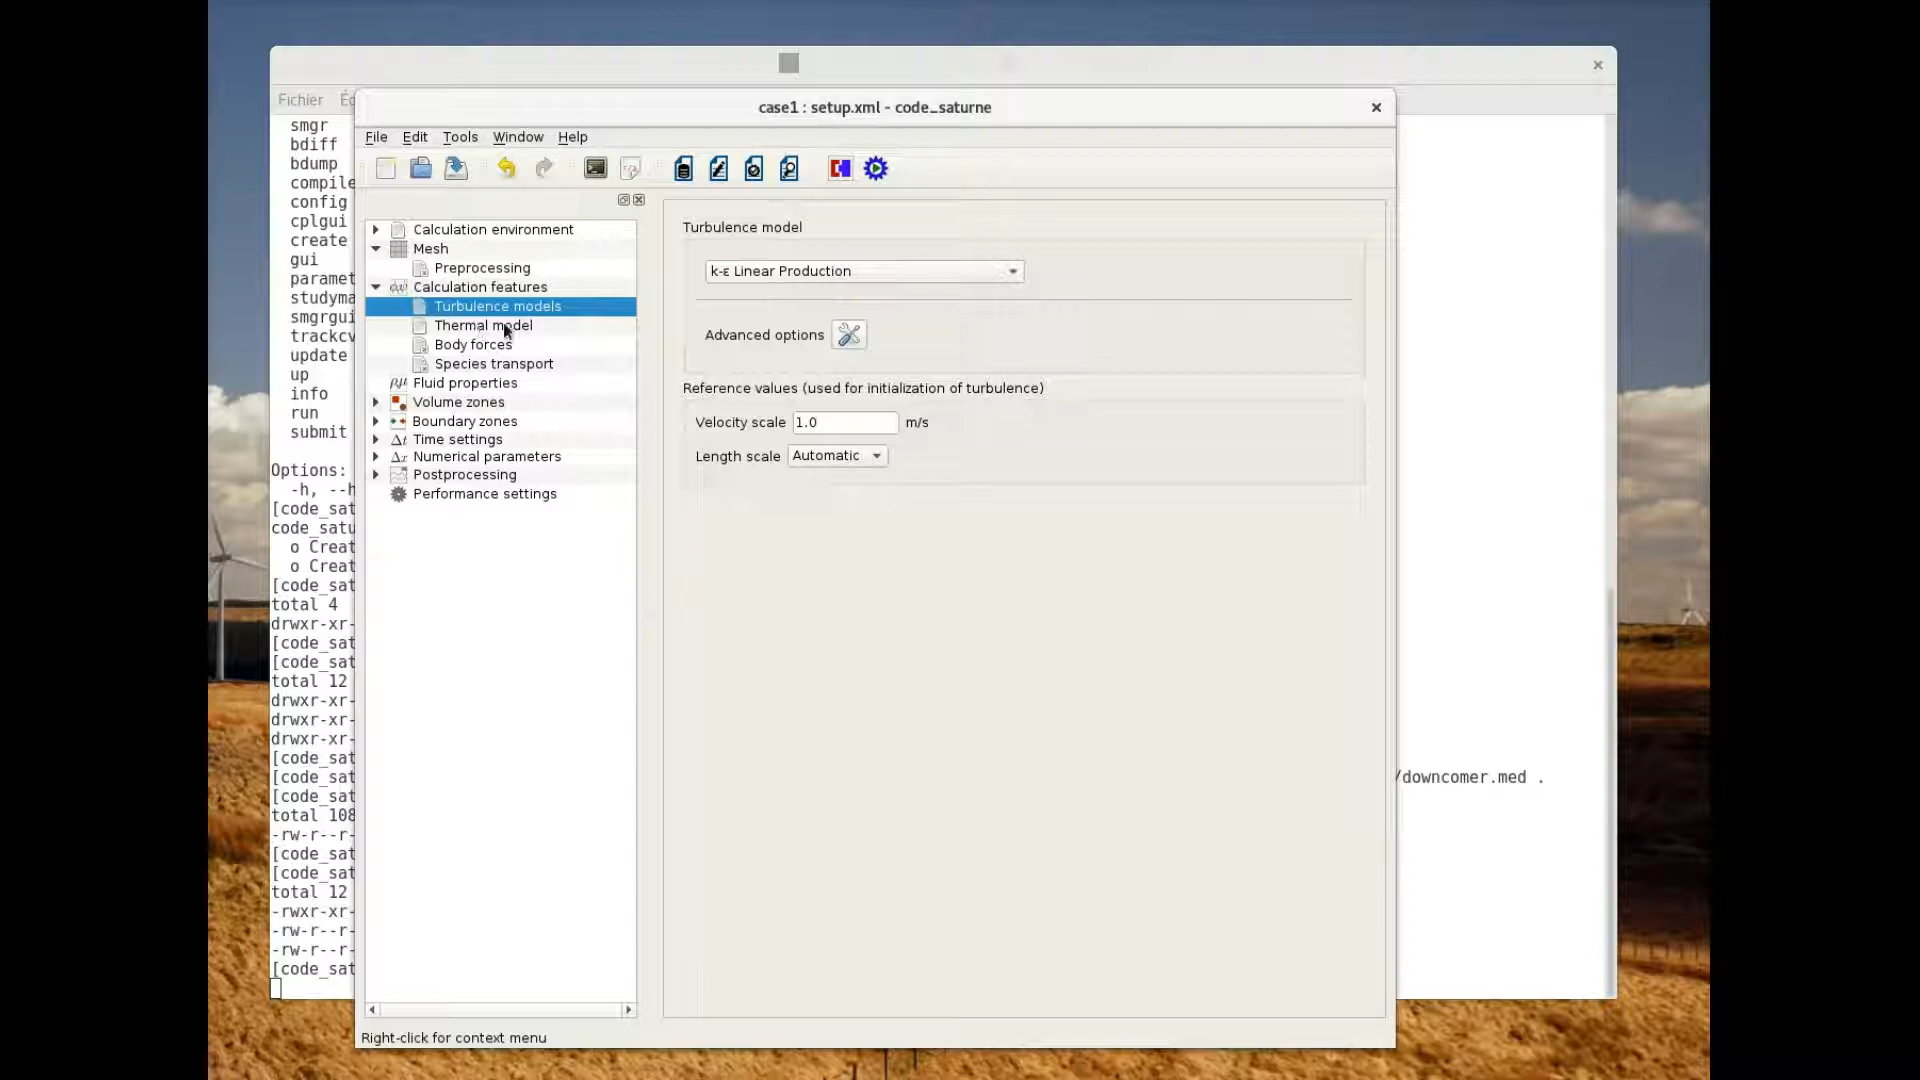 Fichier
smgr
bdiff
bdump
compile
config
cplgui
create
gui
paramet
studyma
smgrgui
trackcv
update
up
info
run
submit
Options:
-h, --h
[code_sat
code_satu
o Creat
o Creat
[code_sat
total 4
drwxr-xr-
[code_sat
[code_sat
total 12
drwxr-xr-
drwxr-xr-
drwxr-xr-
[code_sat
[code_sat
/downcomer.med .
[code_sat
total 108
-rw-r--r-
[code_sat
[code_sat
total 12
-rwxr-xr-
-rw-r--r-
-rw-r--r-
[code_sat
case1 : setup.xml - code_saturne
File Edit Tools Window Help
Calculation environment
Mesh
Preprocessing
Calculation features
Turbulence models
Thermal model
Body forces
Species transport
Fluid properties
Volume zones
Boundary zones
Δt Time settings
Δx Numerical parameters
Postprocessing
Performance settings
Turbulence model
k-ε Linear Production
Advanced options
Reference values (used for initialization of turbulence)
Velocity scale 1.0 m/s
Length scale Automatic
Right-click for context menu